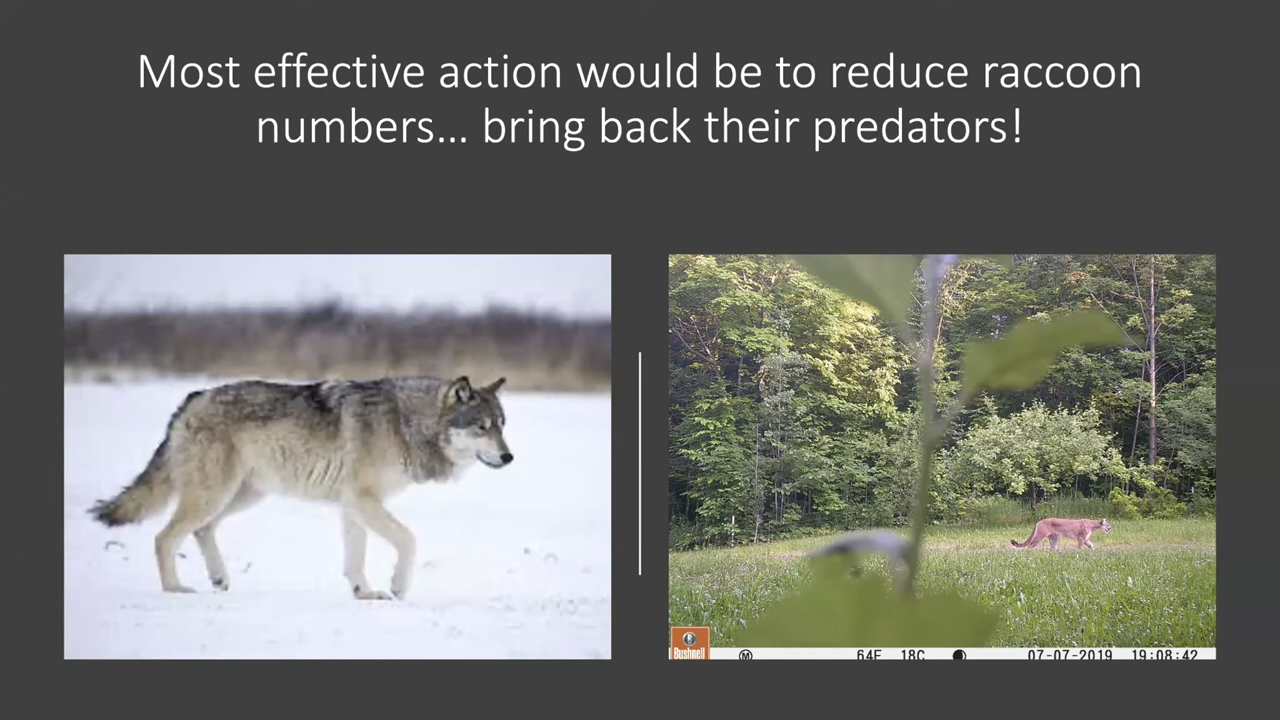 Most effective action would be to reduce raccoon
numbers... bring back their predators!
Bushnell
M 64F 18C 07-07-2019 19:08:42